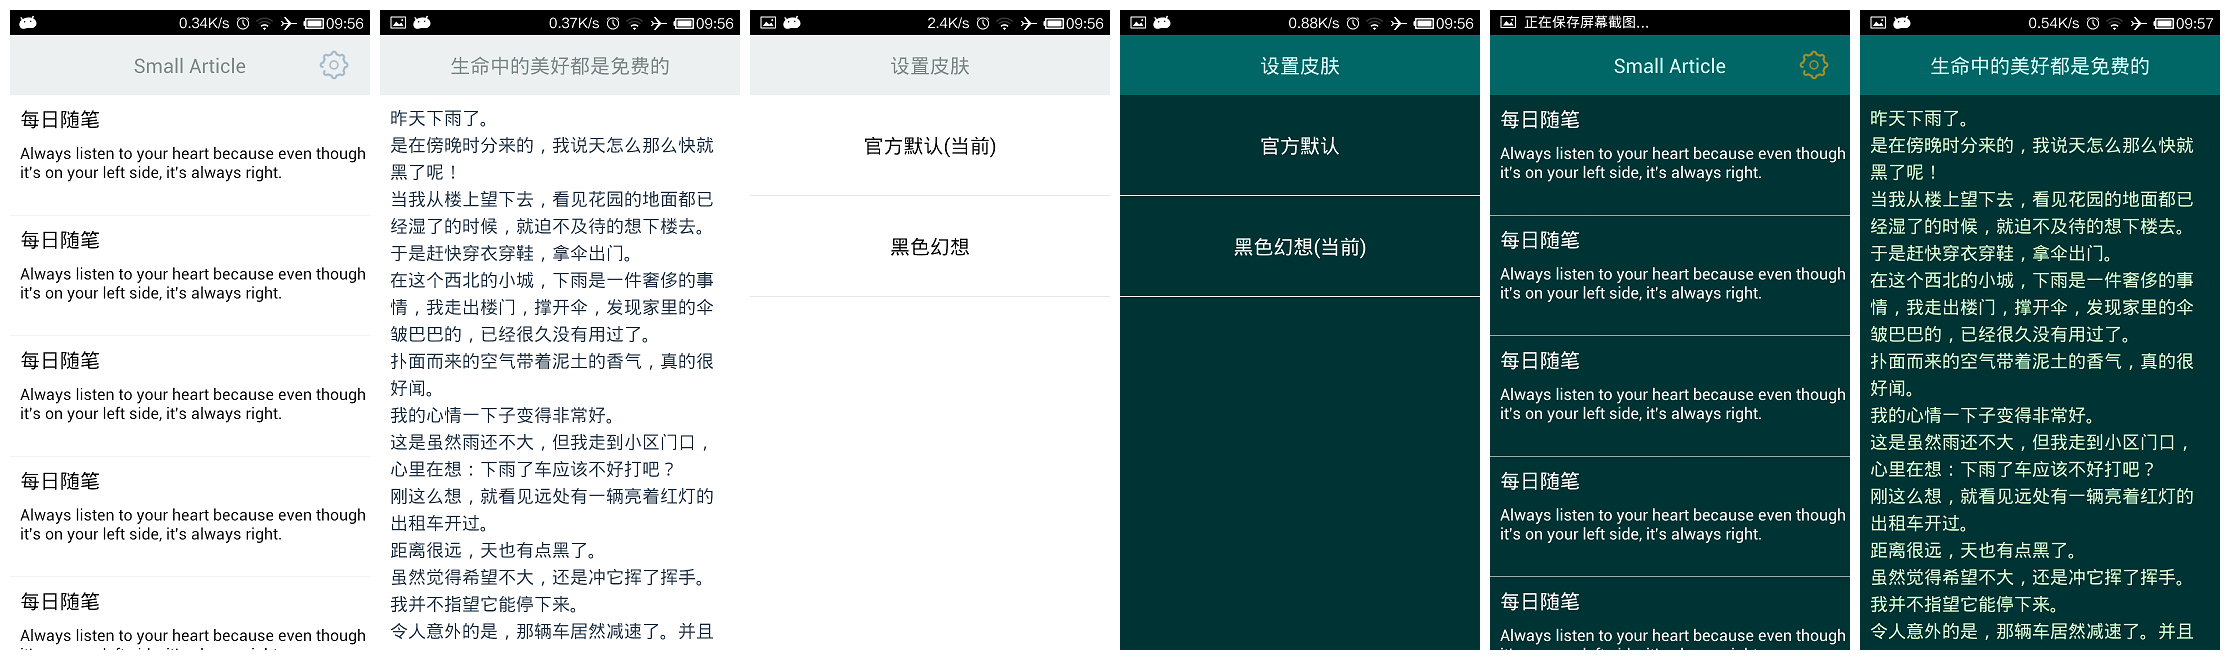 0.34K/s 09:56
Small Article
每日随笔
Always listen to your heart because even though
it's on your left side, it's always right.
每日随笔
Always listen to your heart because even though
it's on your left side, it's always right.
每日随笔
Always listen to your heart because even though
it's on your left side, it's always right.
每日随笔
Always listen to your heart because even though
it's on your left side, it's always right.
每日随笔
Always listen to your heart because even though
0.37K/s 09:56
生命中的美好都是免费的
昨天下雨了。
是在傍晚时分来的，我说天怎么那么快就
黑了呢！
当我从楼上望下去，看见花园的地面都已
经湿了的时候，就迫不及待的想下楼去。
于是赶快穿衣穿鞋，拿伞出门。
在这个西北的小城，下雨是一件奢侈的事
情，我走出楼门，撑开伞，发现家里的伞
皱巴巴的，已经很久没有用过了。
扑面而来的空气带着泥土的香气，真的很
好闻。
我的心情一下子变得非常好。
这是虽然雨还不大，但我走到小区门口，
心里在想：下雨了车应该不好打吧？
刚这么想，就看见远处有一辆亮着红灯的
出租车开过。
距离很远，天也有点黑了。
虽然觉得希望不大，还是冲它挥了挥手。
我并不指望它能停下来。
令人意外的是，那辆车居然减速了。并且
2.4K/s 09:56
设置皮肤
官方默认(当前)
黑色幻想
0.88K/s 09:56
设置皮肤
官方默认
黑色幻想(当前)
正在保存屏幕截图...
Small Article
每日随笔
Always listen to your heart because even though
it's on your left side, it's always right.
每日随笔
Always listen to your heart because even though
it's on your left side, it's always right.
每日随笔
Always listen to your heart because even though
it's on your left side, it's always right.
每日随笔
Always listen to your heart because even though
it's on your left side, it's always right.
每日随笔
Always listen to your heart because even though
0.54K/s 09:57
生命中的美好都是免费的
昨天下雨了。
是在傍晚时分来的，我说天怎么那么快就
黑了呢！
当我从楼上望下去，看见花园的地面都已
经湿了的时候，就迫不及待的想下楼去。
于是赶快穿衣穿鞋，拿伞出门。
在这个西北的小城，下雨是一件奢侈的事
情，我走出楼门，撑开伞，发现家里的伞
皱巴巴的，已经很久没有用过了。
扑面而来的空气带着泥土的香气，真的很
好闻。
我的心情一下子变得非常好。
这是虽然雨还不大，但我走到小区门口，
心里在想：下雨了车应该不好打吧？
刚这么想，就看见远处有一辆亮着红灯的
出租车开过。
距离很远，天也有点黑了。
虽然觉得希望不大，还是冲它挥了挥手。
我并不指望它能停下来。
令人意外的是，那辆车居然减速了。并且